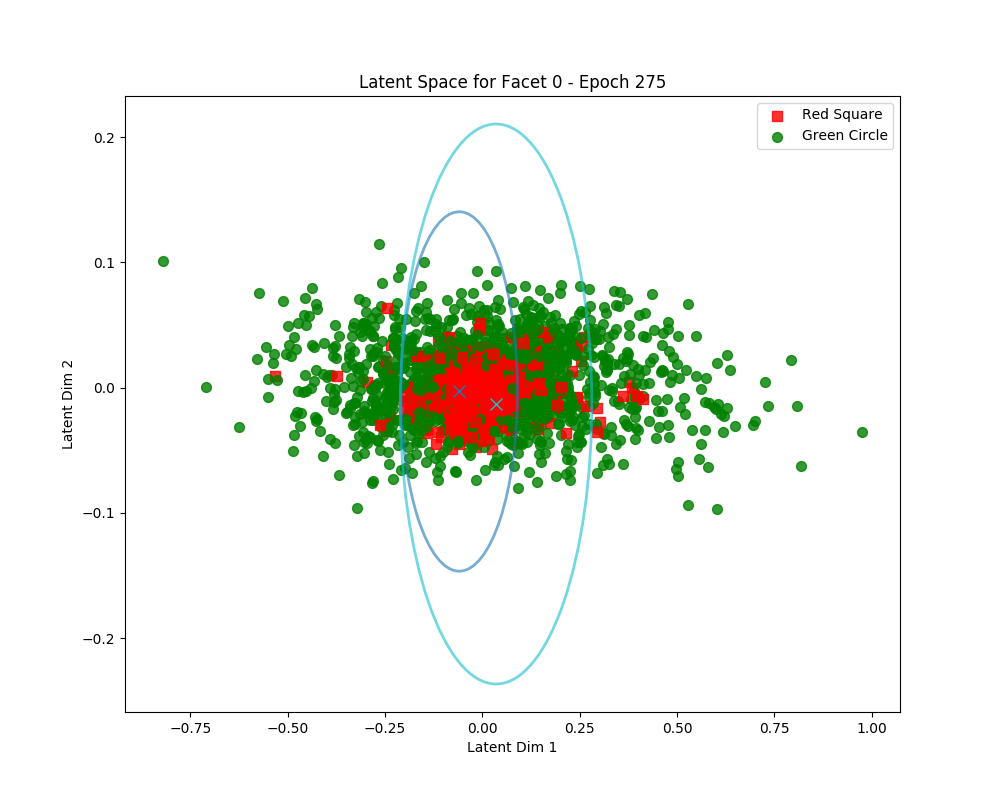 Latent Space for Facet 0 - Epoch 275
Red Square
Green Circle
0.2
0.1
0.0
−0.1
−0.2
Latent Dim 2
−0.75
−0.50
−0.25
0.00
0.25
0.50
0.75
1.00
Latent Dim 1